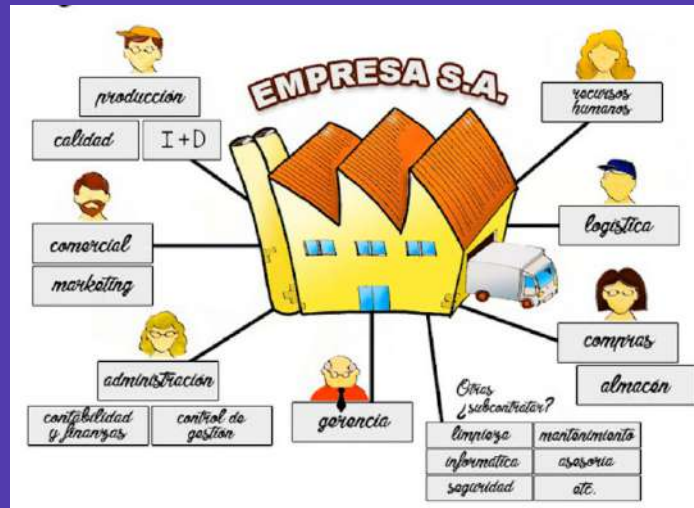 EMPRESA S.A.
producción
calidad
I+D
comercial
marketing
administración
contabilidad
y finanzas
control de
gestión
gerencia
recursos
humanos
logística
compras
almacén
Otras
¿subcontratar?
limpieza
mantenimiento
informática
asesoría
seguridad
etc.